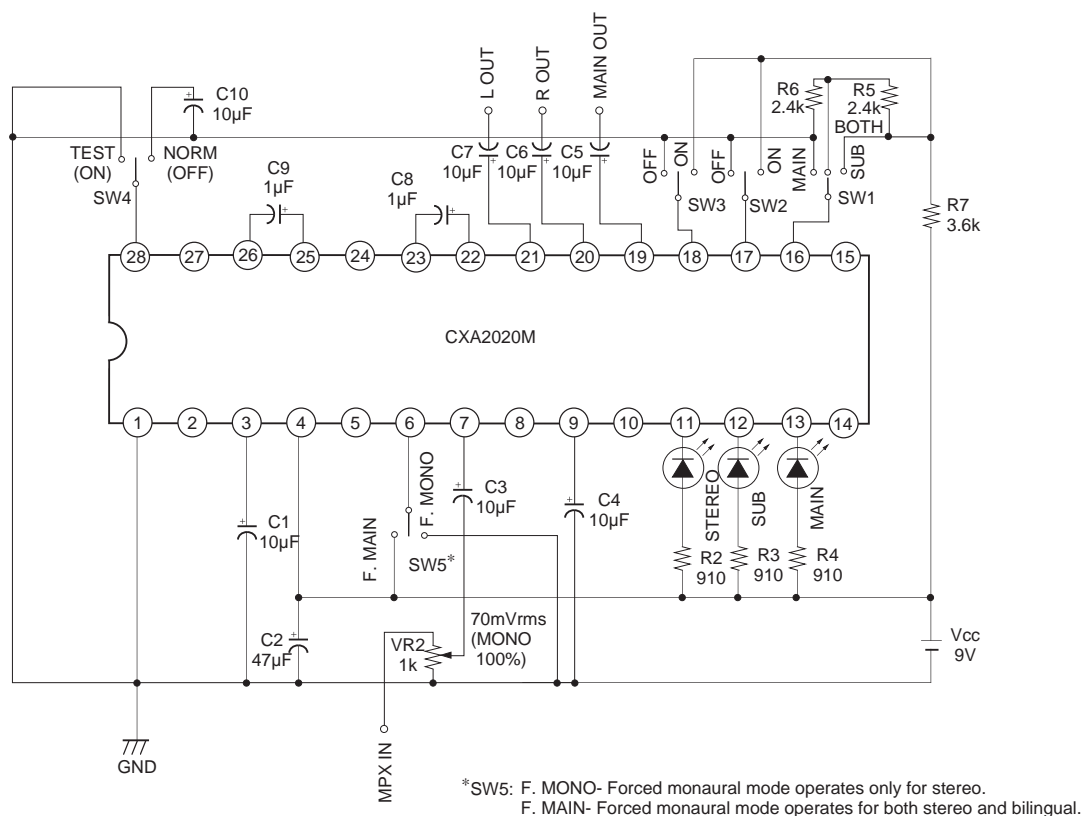 L OUT
R OUT
MAIN OUT
C10
10µF
TEST
(ON)
NORM
(OFF)
SW4
C9
1µF
C8
1µF
C7
10µF
C6
10µF
C5
10µF
OFF
ON
SW3
OFF
ON
SW2
R6
2.4k
R5
2.4k
BOTH
MAIN
SUB
SW1
R7
3.6k
28
27
26
25
24
23
22
21
20
19
18
17
16
15
CXA2020M
1
2
3
4
5
6
7
8
9
10
11
12
13
14
C1
10µF
F. MAIN
F. MONO
SW5*
C3
10µF
C4
10µF
STEREO
SUB
MAIN
R2
910
R3
910
R4
910
C2
47µF
VR2
1k
70mVrms
(MONO
100%)
Vcc
9V
GND
MPX IN
*SW5: F. MONO- Forced monaural mode operates only for stereo.
F. MAIN- Forced monaural mode operates for both stereo and bilingual.